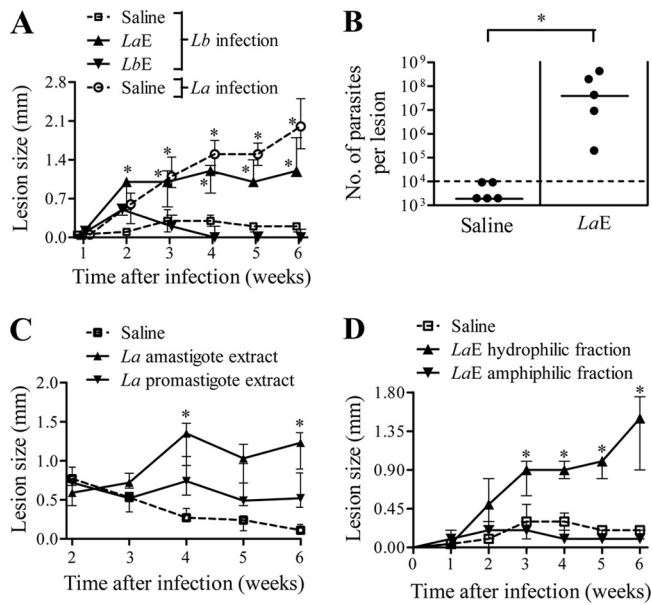 A
Saline
LaE
LbE
Lb infection
Saline
La infection
Lesion size (mm)
2.8
2.1
1.4
0.7
0.0
* * * * * * * * *
1 2 3 4 5 6
Time after infection (weeks)
B
*
No. of parasites per lesion
10⁹
10⁸
10⁷
10⁶
10⁵
10⁴
10³
Saline LaE
C
Saline
La amastigote extract
La promastigote extract
Lesion size (mm)
2.0
1.5
1.0
0.5
0.0
* *
2 3 4 5 6
Time after infection (weeks)
D
Saline
LaE hydrophilic fraction
LaE amphiphilic fraction
Lesion size (mm)
1.80
1.35
0.90
0.45
0.00
* * * *
0 1 2 3 4 5 6
Time after infection (weeks)